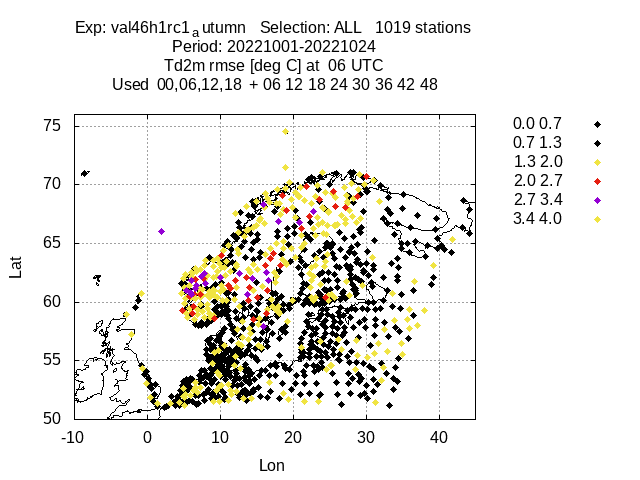 Exp: val46h1rc1autumn   Selection: ALL   1019 stations
Period: 20221001-20221024
Td2m rmse [deg C] at  06 UTC
Used  00,06,12,18  + 06 12 18 24 30 36 42 48
75
70
65
60
55
50
Lat
-10 0 10 20 30 40
Lon
0.0 0.7
0.7 1.3
1.3 2.0
2.0 2.7
2.7 3.4
3.4 4.0